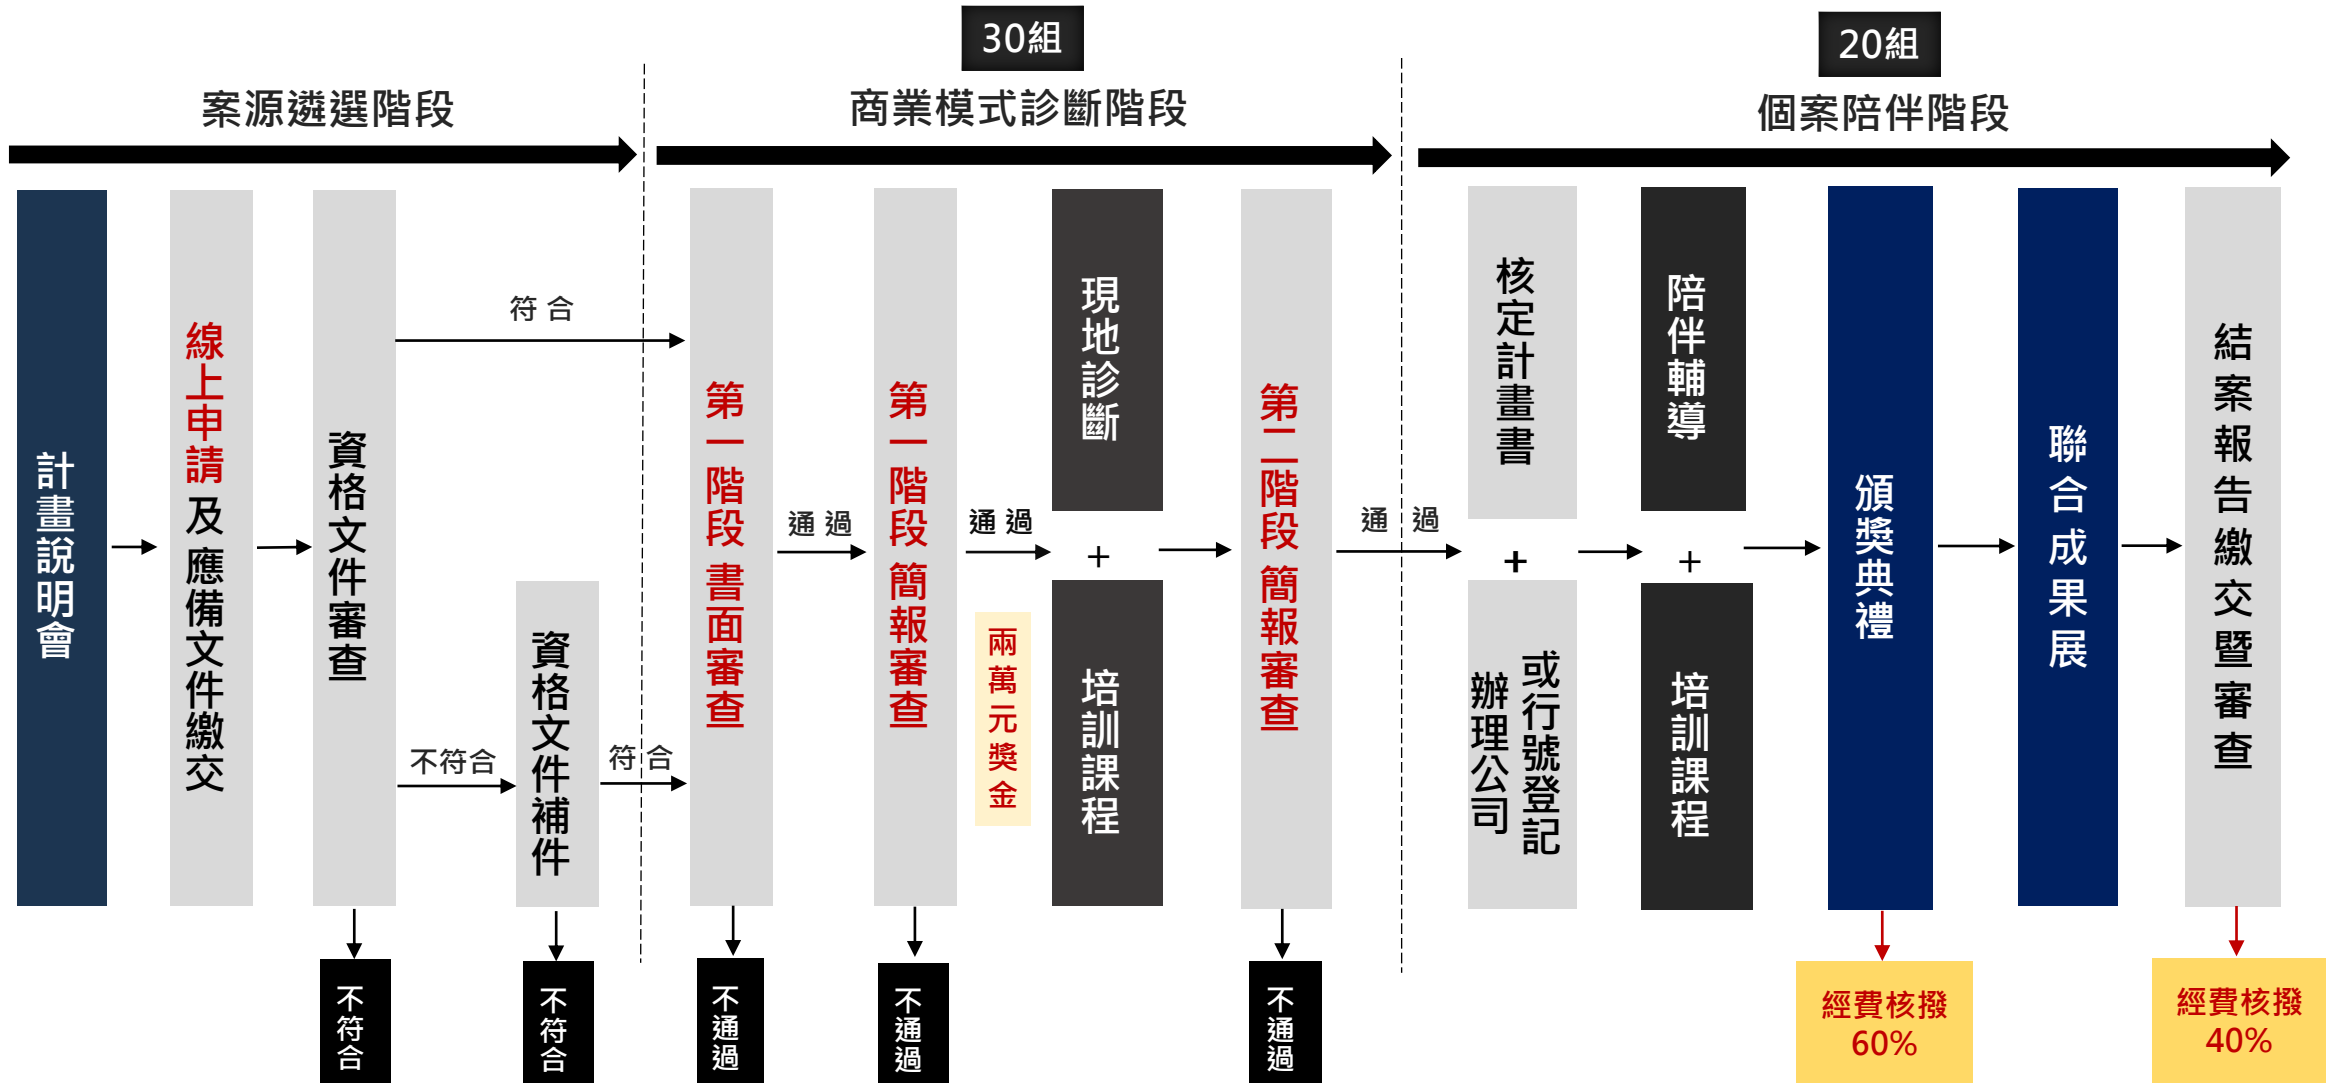 30組
20組
案源遴選階段
商業模式診斷階段
個案陪伴階段
計畫說明會
線上申請及應備文件繳交
資格文件審查
符合
不符合
資格文件補件
符合
不符合
不符合
第一階段書面審查
通過
不通過
第一階段簡報審查
通過
不通過
兩萬元獎金
現地診斷
+
培訓課程
第二階段簡報審查
通過
不通過
核定計畫書
+
辦理公司
或行號登記
陪伴輔導
+
培訓課程
頒獎典禮
經費核撥
60%
聯合成果展
結案報告繳交暨審查
經費核撥
40%